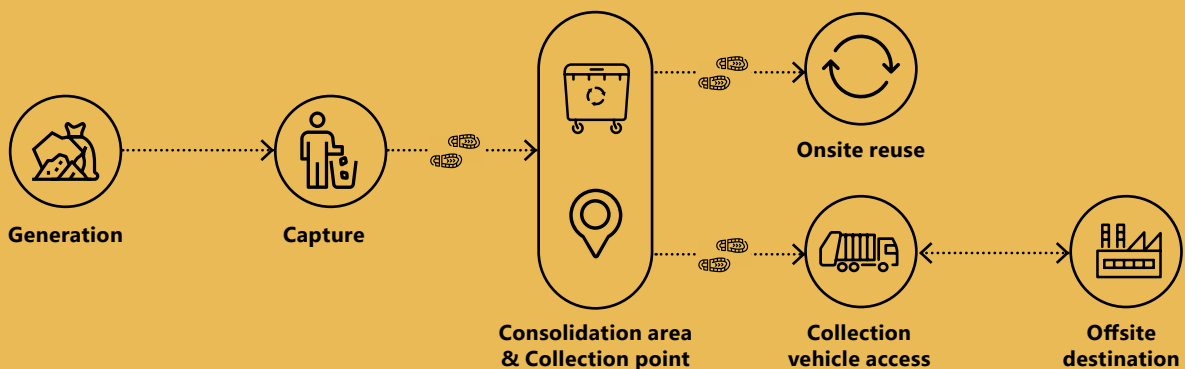 Generation
Capture
Consolidation area
& Collection point
Onsite reuse
Collection
vehicle access
Offsite
destination